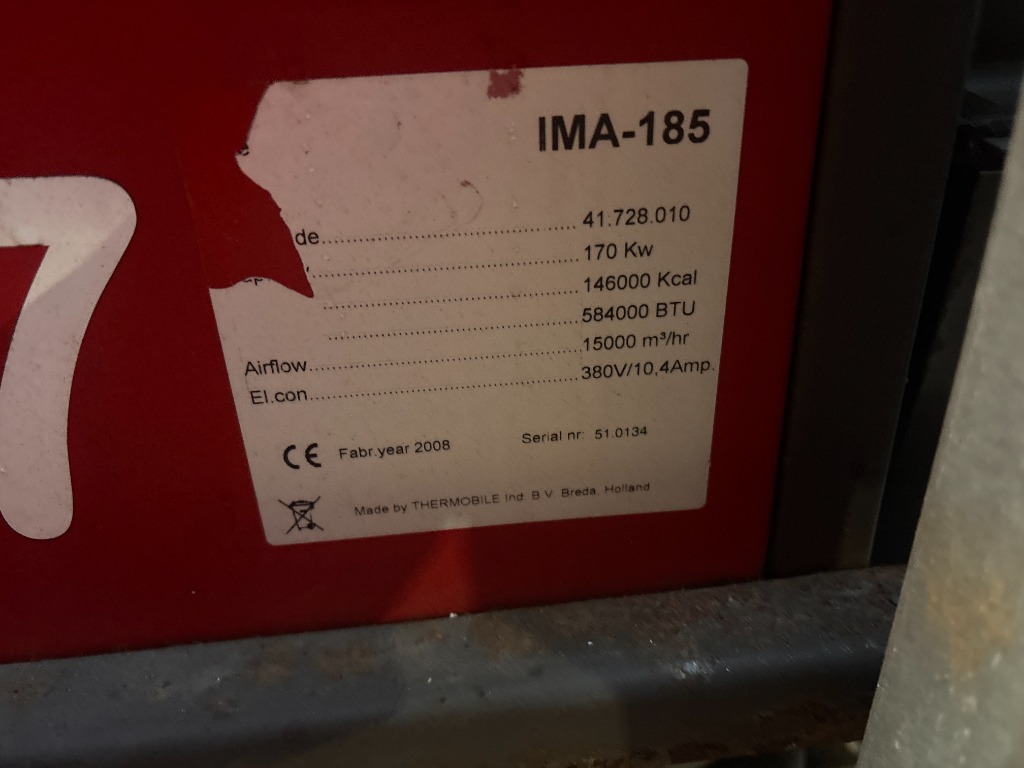 7
IMA-185
de.......................................................... 41.728.010
.......................................................... 170 Kw
.......................................................... 146000 Kcal
.......................................................... 584000 BTU
Airflow.......................................................... 15000 m³/hr
El.con.......................................................... 380V/10,4Amp.
CE Fabr.year 2008 Serial nr: 51.0134
Made by THERMOBILE Ind. B.V. Breda, Holland